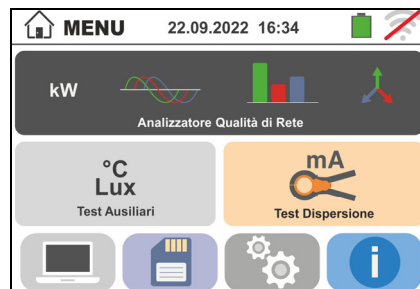 MENU 22.09.2022 16:34
kW
Analizzatore Qualità di Rete
°C
Lux
Test Ausiliari
mA
Test Dispersione
i